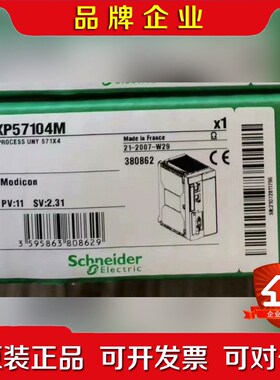 品牌企业店
XP57104M
x1
PROCESS UNY 571X4
Made in France
21-2007-W29
380862
Modicon
PV:11 SV:2.31
3 595863 808629
Schneider
Electric
企业
原装正品 可开发票 可对